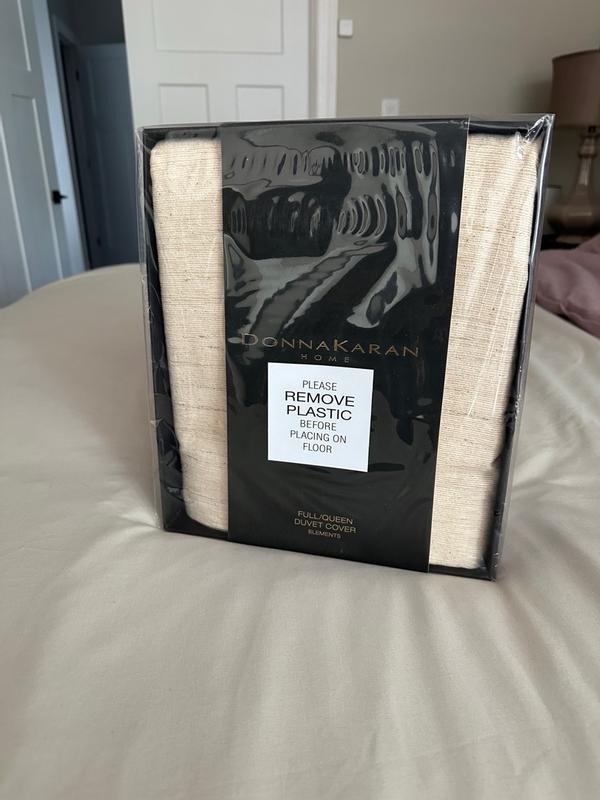 DONNAKARAN
HOME
PLEASE
REMOVE
PLASTIC
BEFORE
PLACING ON
FLOOR
FULL/QUEEN
DUVET COVER
ELEMENTS